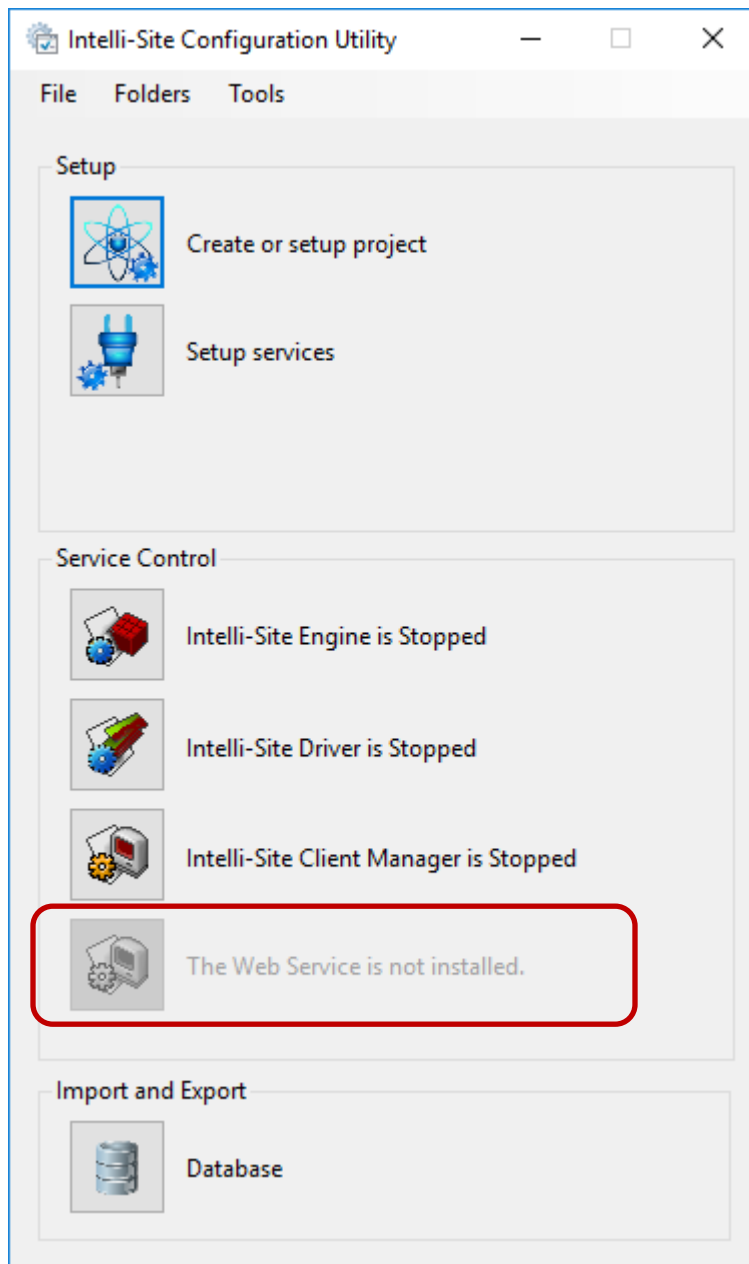 Intelli-Site Configuration Utility
File Folders Tools
Setup
Create or setup project
Setup services
Service Control
Intelli-Site Engine is Stopped
Intelli-Site Driver is Stopped
Intelli-Site Client Manager is Stopped
The Web Service is not installed.
Import and Export
Database